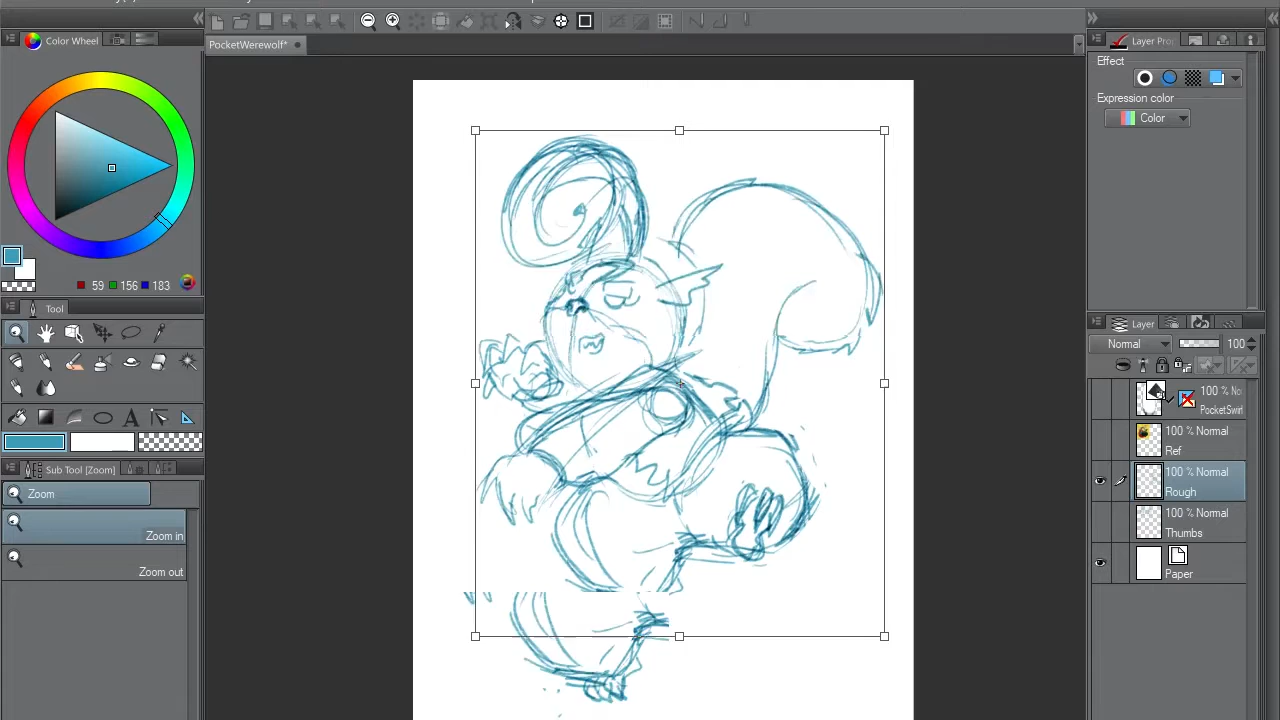 PocketWerewolf*
Color Wheel
59 156 183
Tool
Sub Tool [Zoom]
Zoom
Zoom in
Zoom out
Layer Pro
Effect
Expression color
Color
Layer
Normal 100
100 % No
PocketSwirl
100 % Normal
Ref
100 % Normal
Rough
100 % Normal
Thumbs
Paper
A